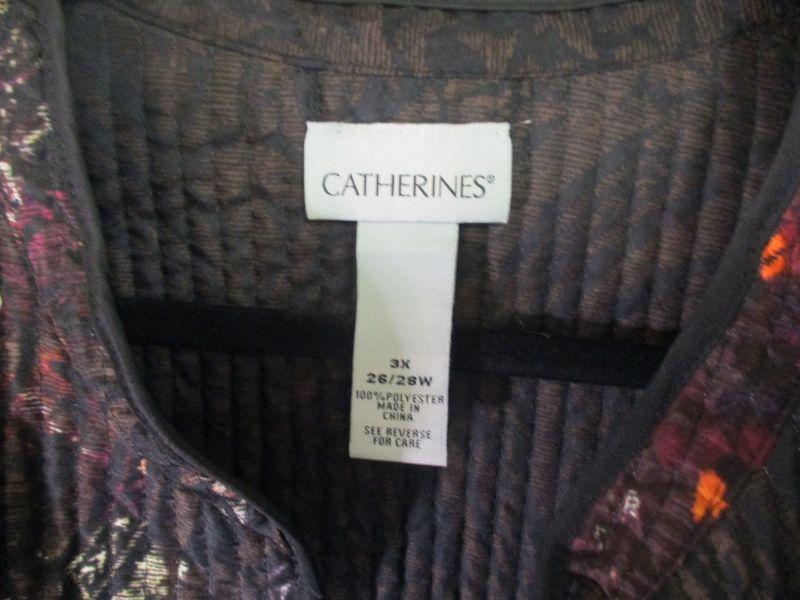 CATHERINES®
3X
26/28W
100% POLYESTER
MADE IN
CHINA
SEE REVERSE
FOR CARE